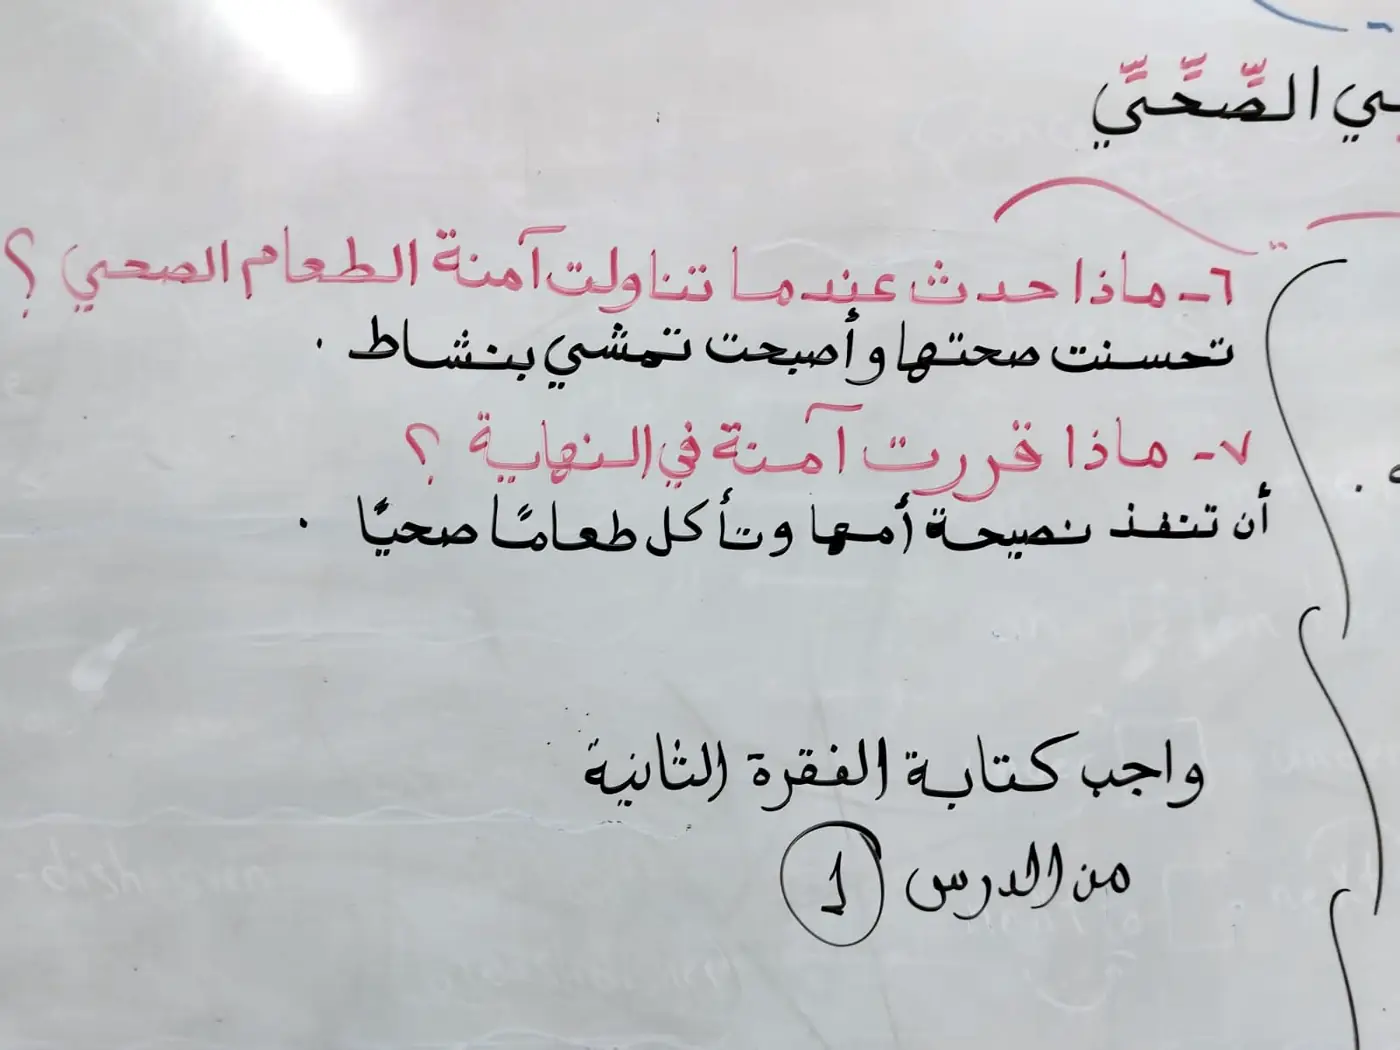 الصِّحِّيِّ
٦- ماذا حدث عندما تناولت آمنة الطعام الصحي ؟
تحسنت صحتها وأصبحت تمشي بنشاط .
٧- ماذا قررت آمنة في النهاية ؟
أن تنفذ نصيحة أمها وتأكل طعامًا صحيًا .
واجب كتابة الفقرة الثانية
من الدرس 1